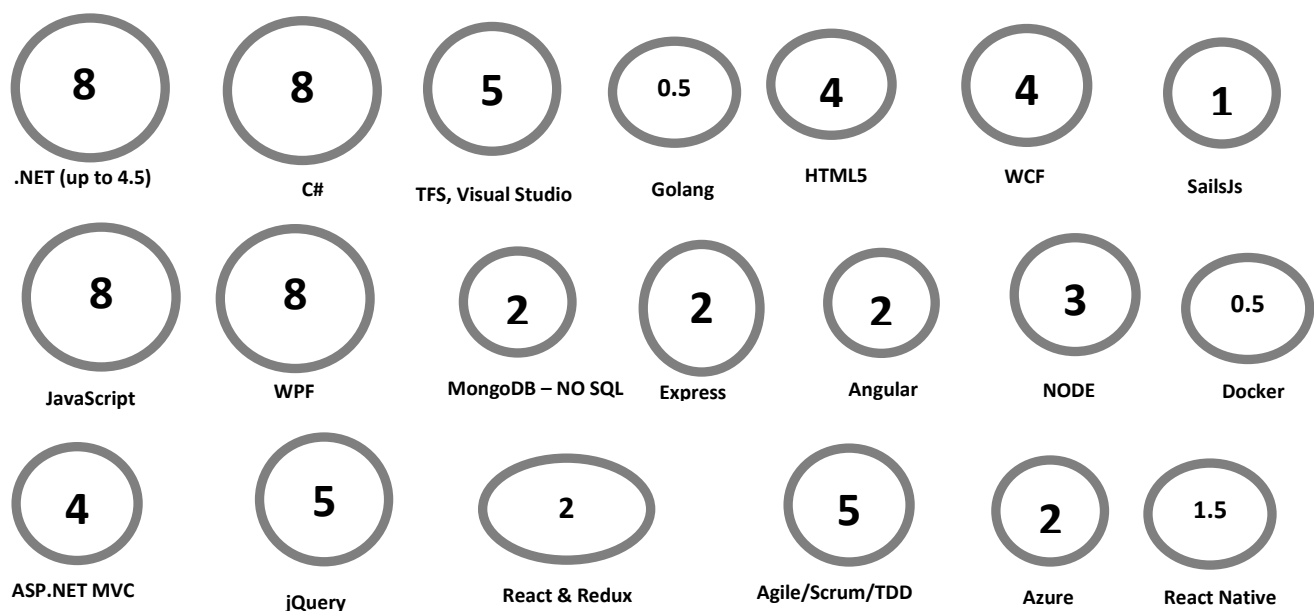 8 8 5 0.5 4 4 1
.NET (up to 4.5) C# TFS, Visual Studio Golang HTML5 WCF SailsJs
8 8 2 2 2 3 0.5
JavaScript WPF MongoDB – NO SQL Express Angular NODE Docker
4 5 2 5 2 1.5
ASP.NET MVC jQuery React & Redux Agile/Scrum/TDD Azure React Native